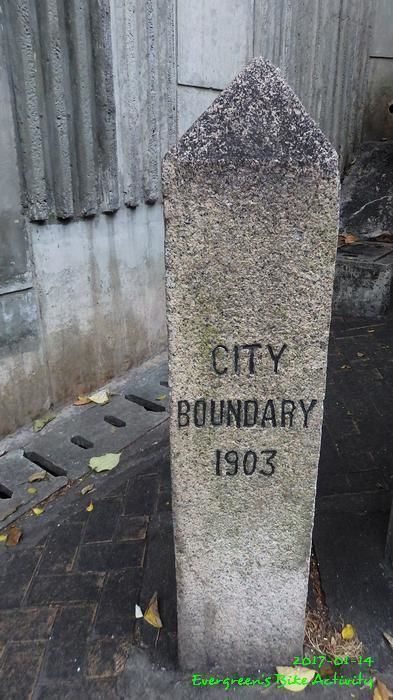 CITY
BOUNDARY
1903
2017-01-14
Evergreen's Bike Activity